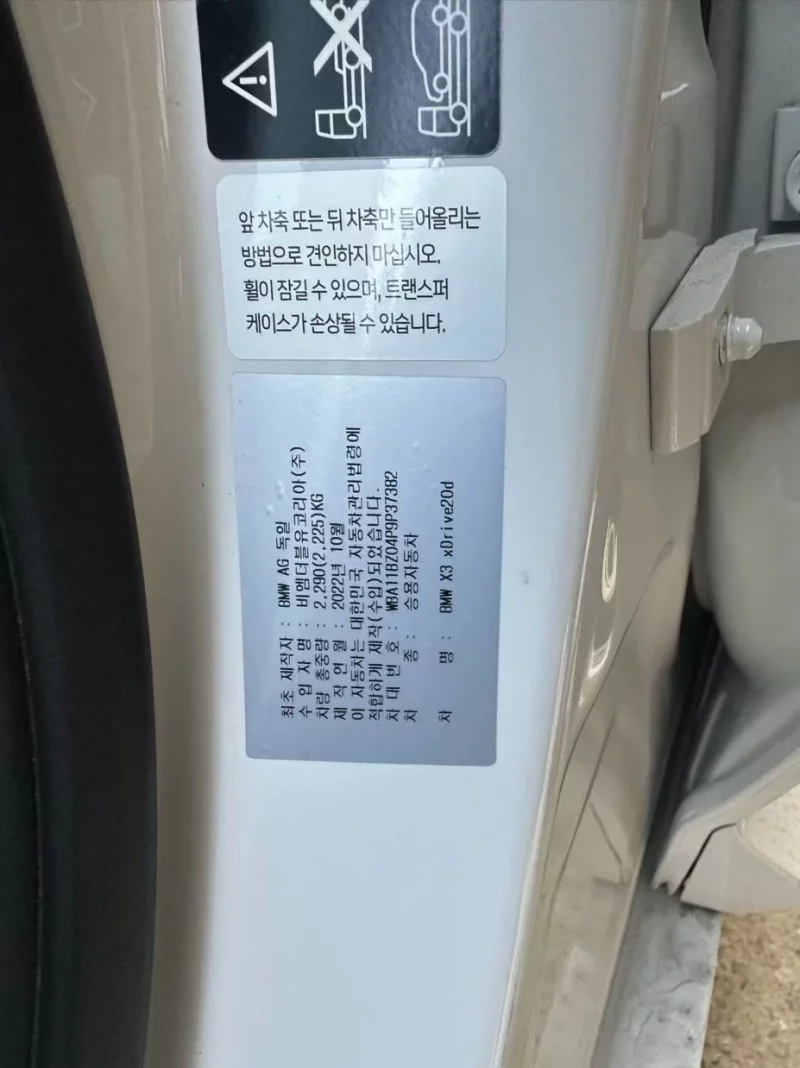 앞 차축 또는 뒤 차축만 들어올리는
방법으로 견인하지 마십시오.
휠이 잠길 수 있으며, 트랜스퍼
케이스가 손상될 수 있습니다.
최초 제작자 : BMW AG 독일
수 입 자 명 : 비엠더블유코리아(주)
차량 총중량 : 2,290(2,225)KG
제 작 연 월 : 2022년 10월
이 자동차는 대한민국 자동차관리법령에
적합하게 제작(수입)되었습니다.
차 대 번 호 : WBA11BZ04P9P37382
차 종 : 승용자동차
차 명 : BMW X3 xDrive20d